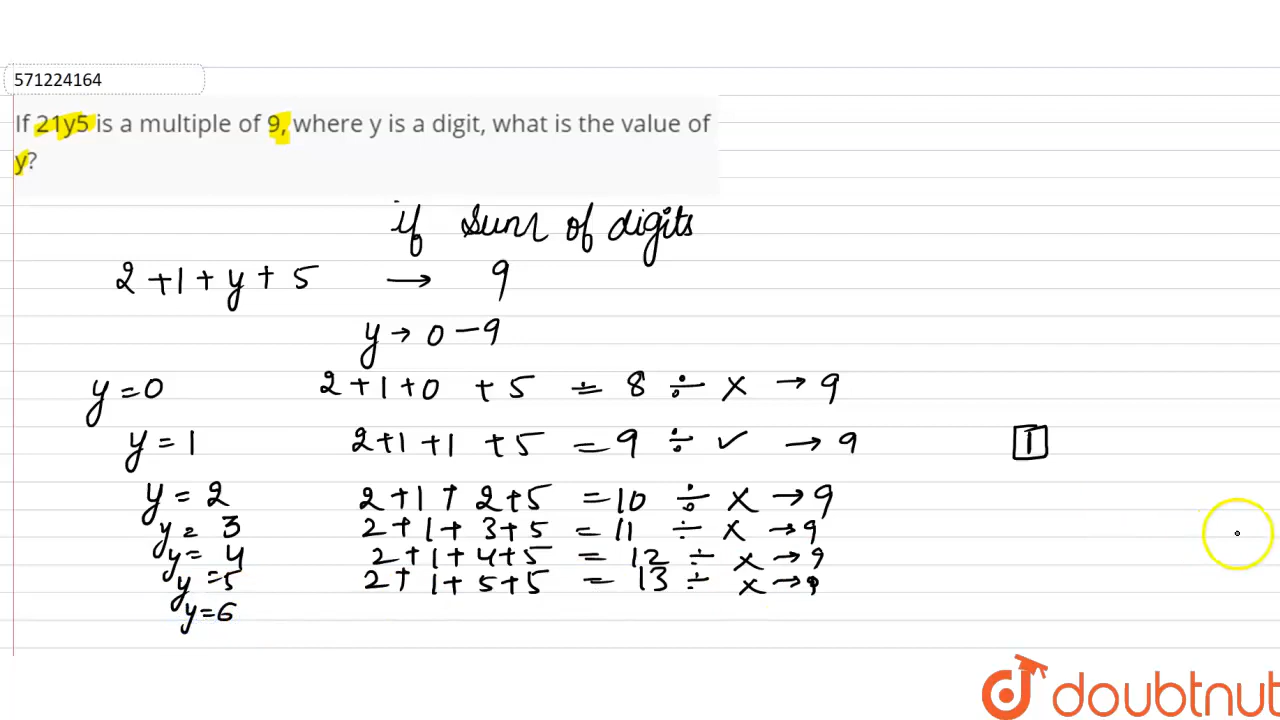 571224164
If 21y5 is a multiple of 9, where y is a digit, what is the value of
y?
if sum of digits
2+1+y+5 → 9
y → 0-9
y=0 2+1+0+5 = 8 ÷ x → 9
y=1 2+1+1+5 = 9 ÷ ✓ → 9 1
y=2 2+1+2+5 = 10 ÷ x → 9
y=3 2+1+3+5 = 11 ÷ x → 9
y=4 2+1+4+5 = 12 ÷ x → 9
y=5 2+1+5+5 = 13 ÷ x → 9
y=6
doubtnut